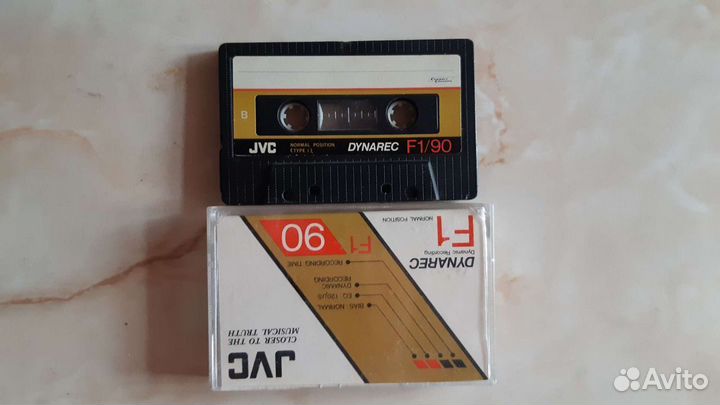 B
JVC
NORMAL POSITION
(TYPE I)
DYNAREC F1/90
JVC
CLOSER TO THE
MUSICAL TRUTH
BIAS: NORMAL
EQ: 120µS
DYNAMIC
RECORDING
RECORDING TIME
F1
90
DYNAREC
Dynamic Recording
F1
NORMAL POSITION
Avito